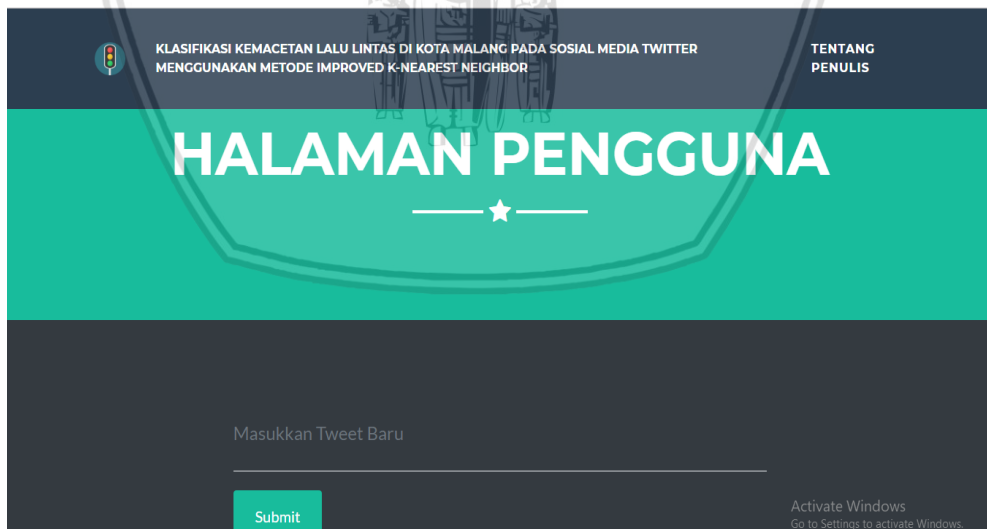 KLASIFIKASI KEMACETAN LALU LINTAS DI KOTA MALANG PADA SOSIAL MEDIA TWITTER
MENGGUNAKAN METODE IMPROVED K-NEAREST NEIGHBOR
TENTANG
PENULIS
HALAMAN PENGGUNA
Masukkan Tweet Baru
Submit
Activate Windows
Go to Settings to activate Windows.